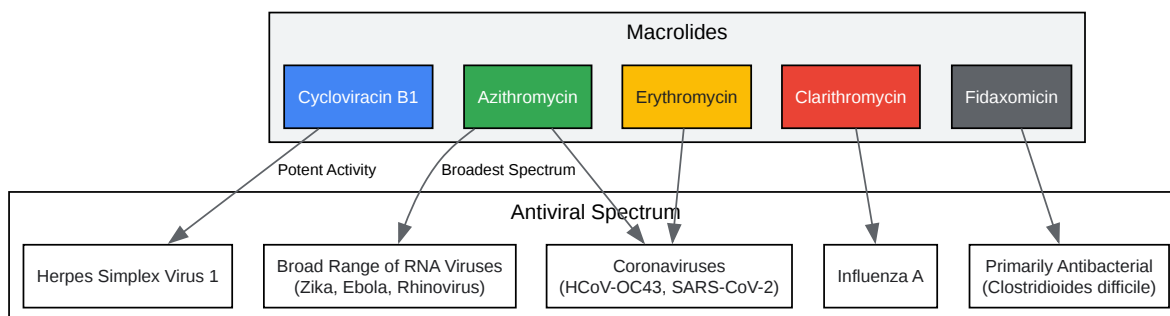 Macrolides
Cycloviracin B1
Azithromycin
Erythromycin
Clarithromycin
Fidaxomicin
Potent Activity
Broadest Spectrum
Antiviral Spectrum
Herpes Simplex Virus 1
Broad Range of RNA Viruses
(Zika, Ebola, Rhinovirus)
Coronaviruses
(HCoV-OC43, SARS-CoV-2)
Influenza A
Primarily Antibacterial
(Clostridioides difficile)